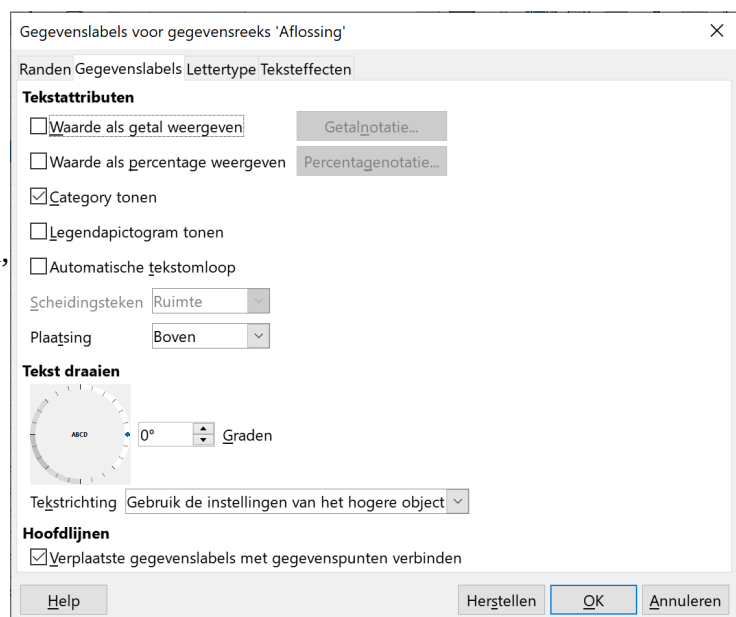 Gegevenslabels voor gegevensreeks 'Aflossing'
Randen Gegevenslabels Lettertype Teksteffecten
Tekstattributen
Waarde als getal weergeven Getalnotatie...
Waarde als percentage weergeven Percentagenotatie...
Category tonen
Legendapictogram tonen
Automatische tekstomloop
Scheidingsteken Ruimte
Plaatsing Boven
Tekst draaien
ABCD 0° Graden
Tekstrichting Gebruik de instellingen van het hogere object
Hoofdlijnen
Verplaatste gegevenslabels met gegevenspunten verbinden
Help Herstellen OK Annuleren